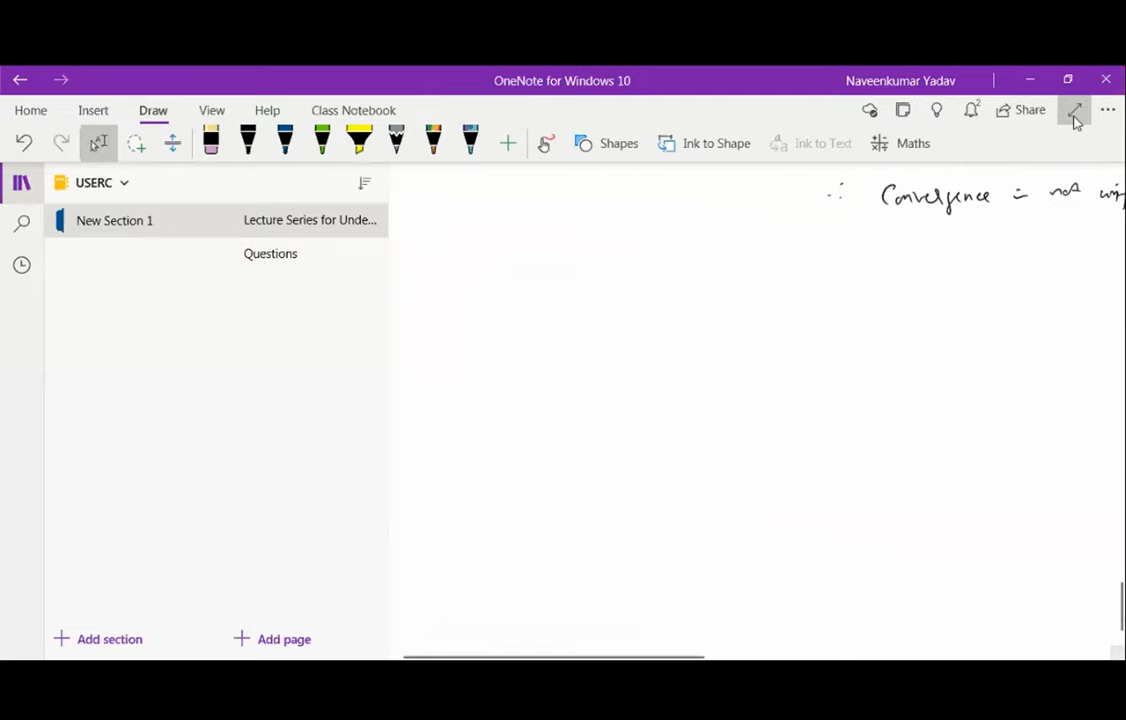 OneNote for Windows 10
Naveenkumar Yadav
Home Insert Draw View Help Class Notebook
2 Share
Shapes Ink to Shape Ink to Text Maths
USERC
New Section 1 Lecture Series for Unde...
Questions
∴ Convergence = not
Add section Add page